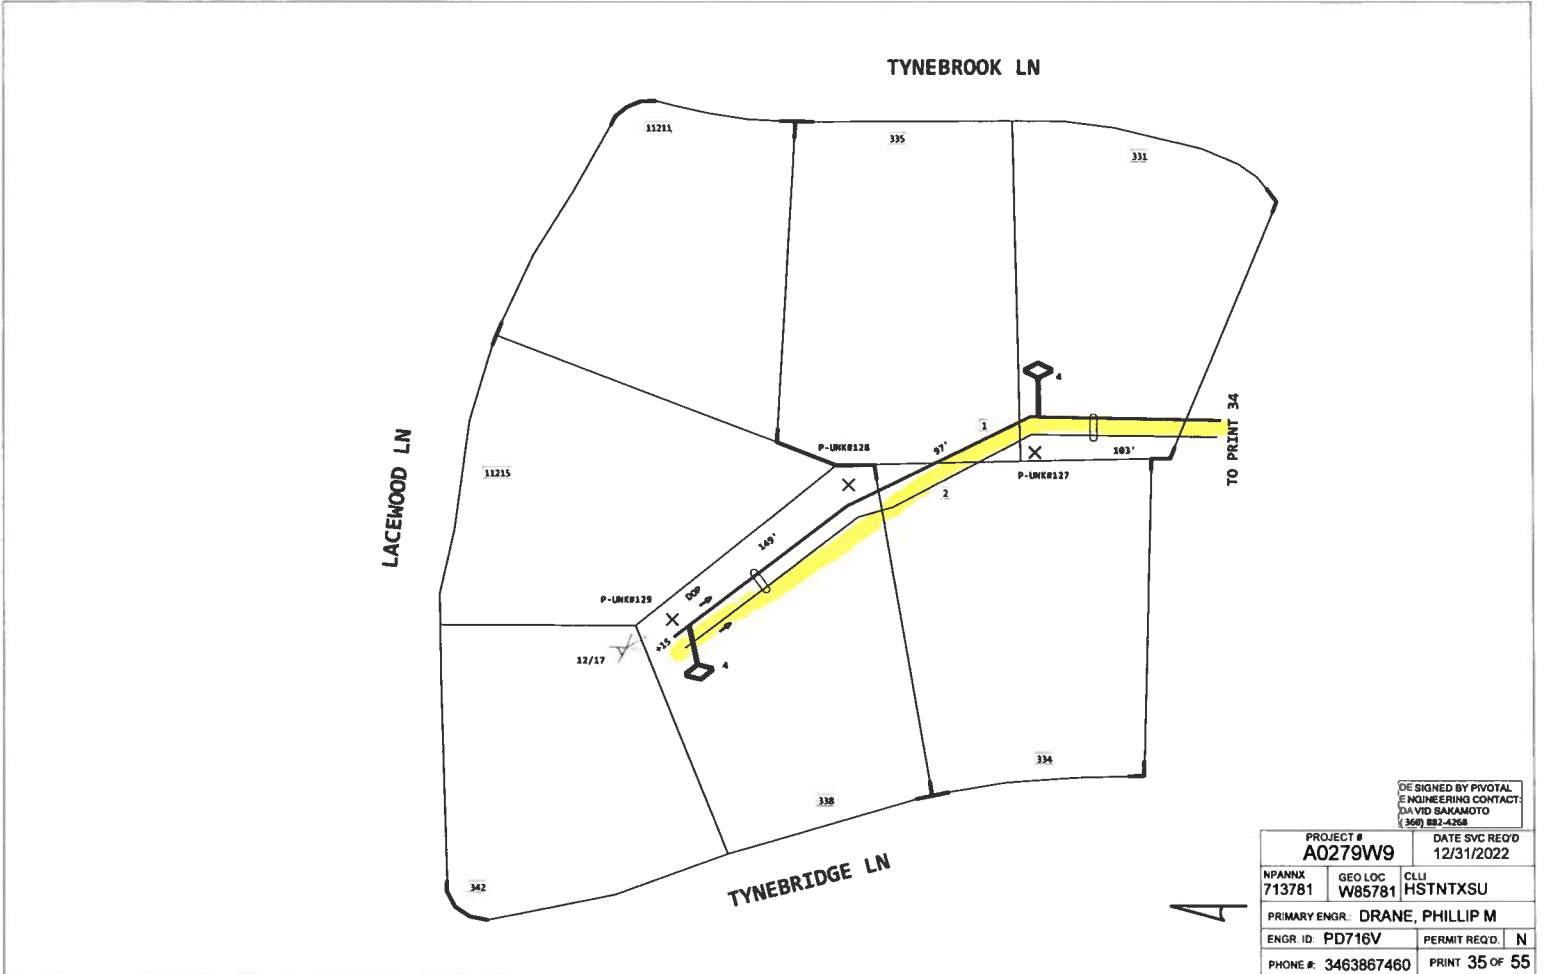 TYNEBROOK LN
11211
335
331
4
TO PRINT 34
1
P-UNK#128
97'
103'
P-UNK#127
LACEWOOD LN
11215
2
149'
P-UNK#129
DOP
+15
12/17
4
334
338
342
TYNEBRIDGE LN
DESIGNED BY PIVOTAL
ENGINEERING CONTACT:
DAVID SAKAMOTO
(360) 882-4268
PROJECT #
A0279W9
DATE SVC REQ'D
12/31/2022
NPANNX
713781
GEO LOC
W85781
CLLI
HSTNTXSU
PRIMARY ENGR.: DRANE, PHILLIP M
ENGR. ID: PD716V
PERMIT REQ'D. N
PHONE #: 3463867460
PRINT 35 OF 55